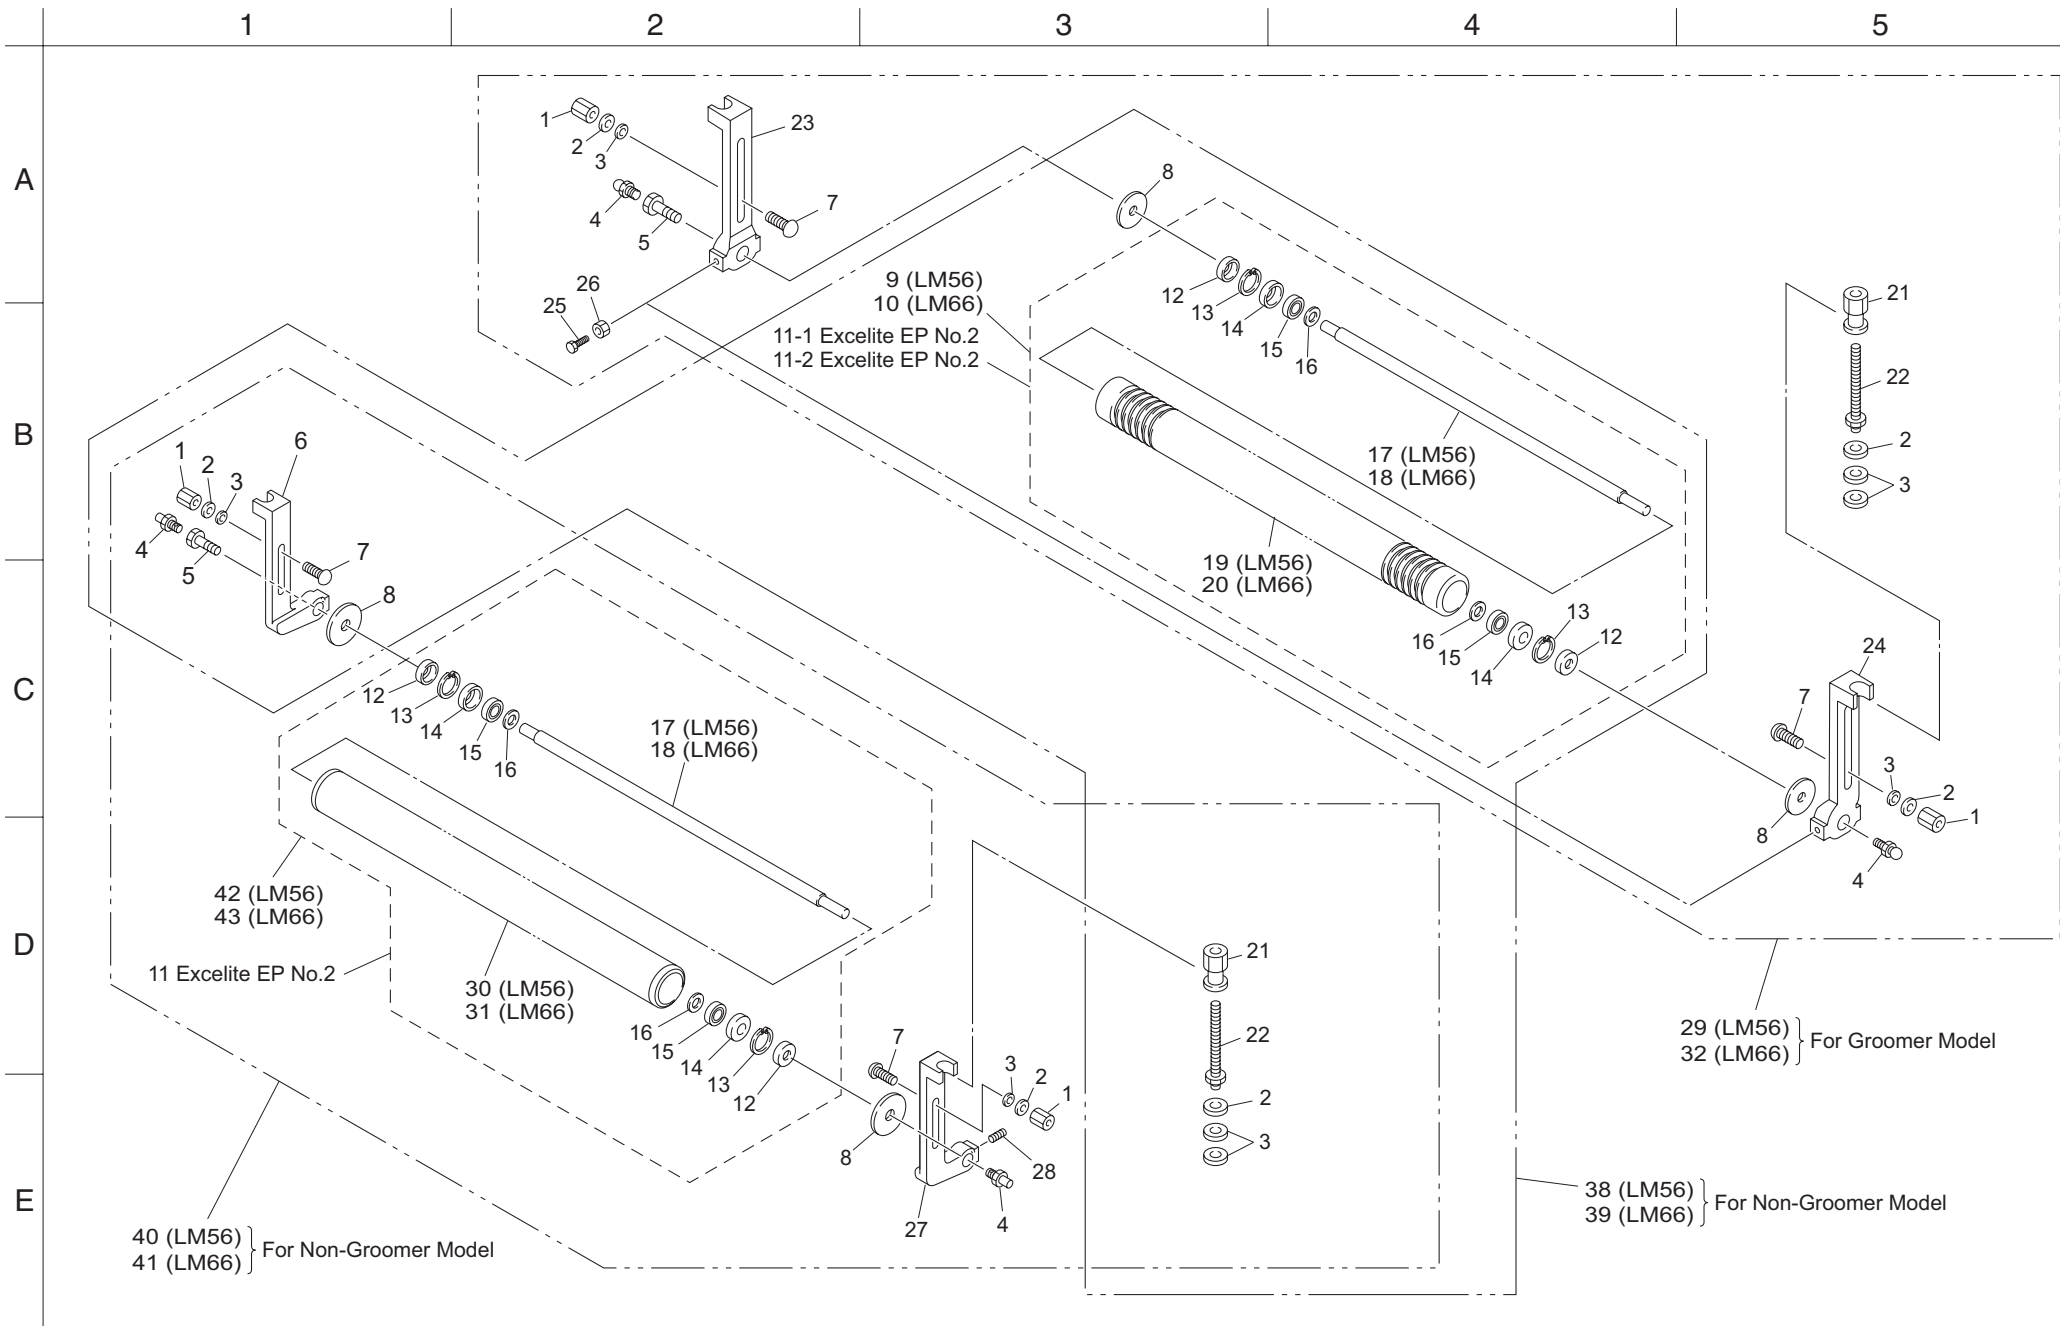 1 2 3 4 5
A
B
C
D
E
1
2
3
4
5
23
7
25
26
8
9 (LM56)
10 (LM66)
11-1 Excelite EP No.2
11-2 Excelite EP No.2
12
13
14
15
16
17 (LM56)
18 (LM66)
19 (LM56)
20 (LM66)
16
15
14
13
12
21
22
2
3
24
7
3
2
1
8
4
29 (LM56)
32 (LM66)
For Groomer Model
1
2
3
6
4
5
7
8
12
13
14
15
16
17 (LM56)
18 (LM66)
42 (LM56)
43 (LM66)
11 Excelite EP No.2
30 (LM56)
31 (LM66)
16
15
14
13
12
7
3
2
1
8
28
27
4
21
22
2
3
38 (LM56)
39 (LM66)
For Non-Groomer Model
40 (LM56)
41 (LM66)
For Non-Groomer Model